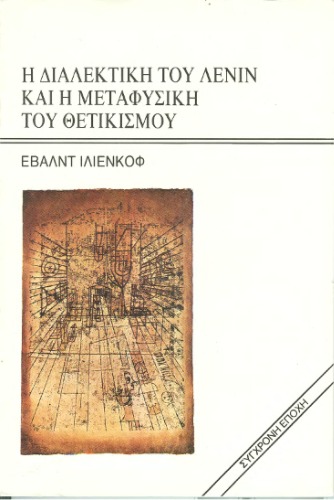 Η ΔΙΑΛΕΚΤΙΚΗ ΤΟΥ ΛΕΝΙΝ
ΚΑΙ Η ΜΕΤΑΦΥΣΙΚΗ
ΤΟΥ ΘΕΤΙΚΙΣΜΟΥ
ΕΒΑΛΝΤ ΙΛΙΕΝΚΟΦ
ΣΥΓΧΡΟΝΗ ΕΠΟΧΗ